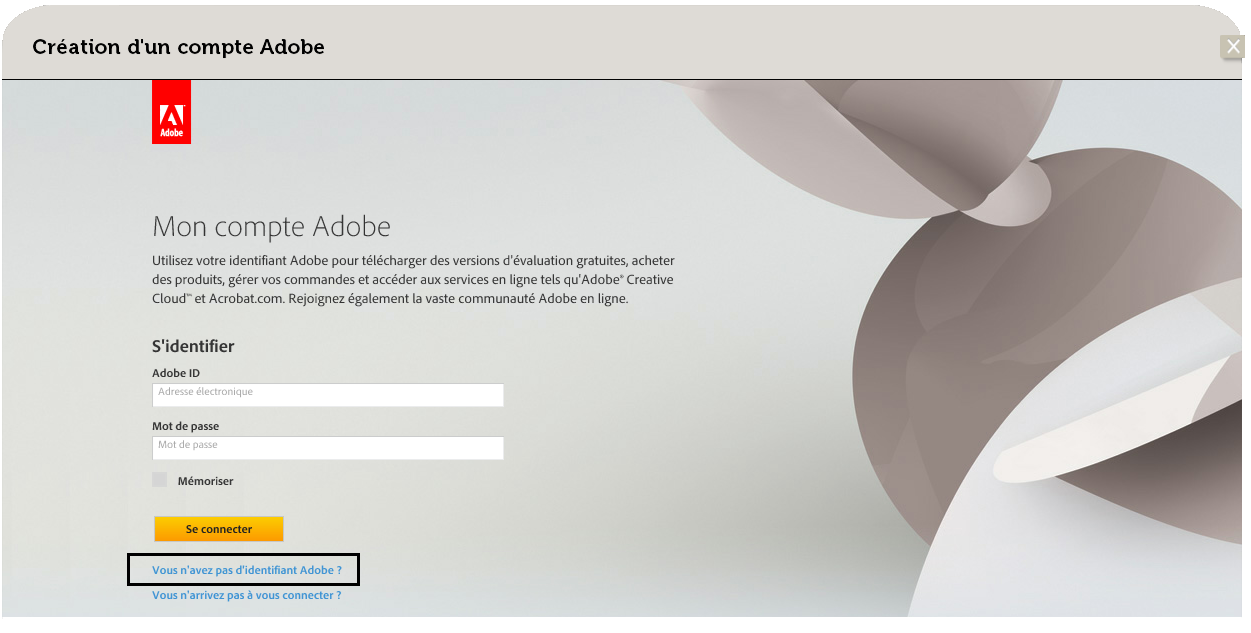 Création d'un compte Adobe
X
Adobe
Mon compte Adobe
Utilisez votre identifiant Adobe pour télécharger des versions d'évaluation gratuites, acheter
des produits, gérer vos commandes et accéder aux services en ligne tels qu'Adobe® Creative
Cloud™ et Acrobat.com. Rejoignez également la vaste communauté Adobe en ligne.
S'identifier
Adobe ID
Adresse électronique
Mot de passe
Mot de passe
Mémoriser
Se connecter
Vous n'avez pas d'identifiant Adobe ?
Vous n'arrivez pas à vous connecter ?